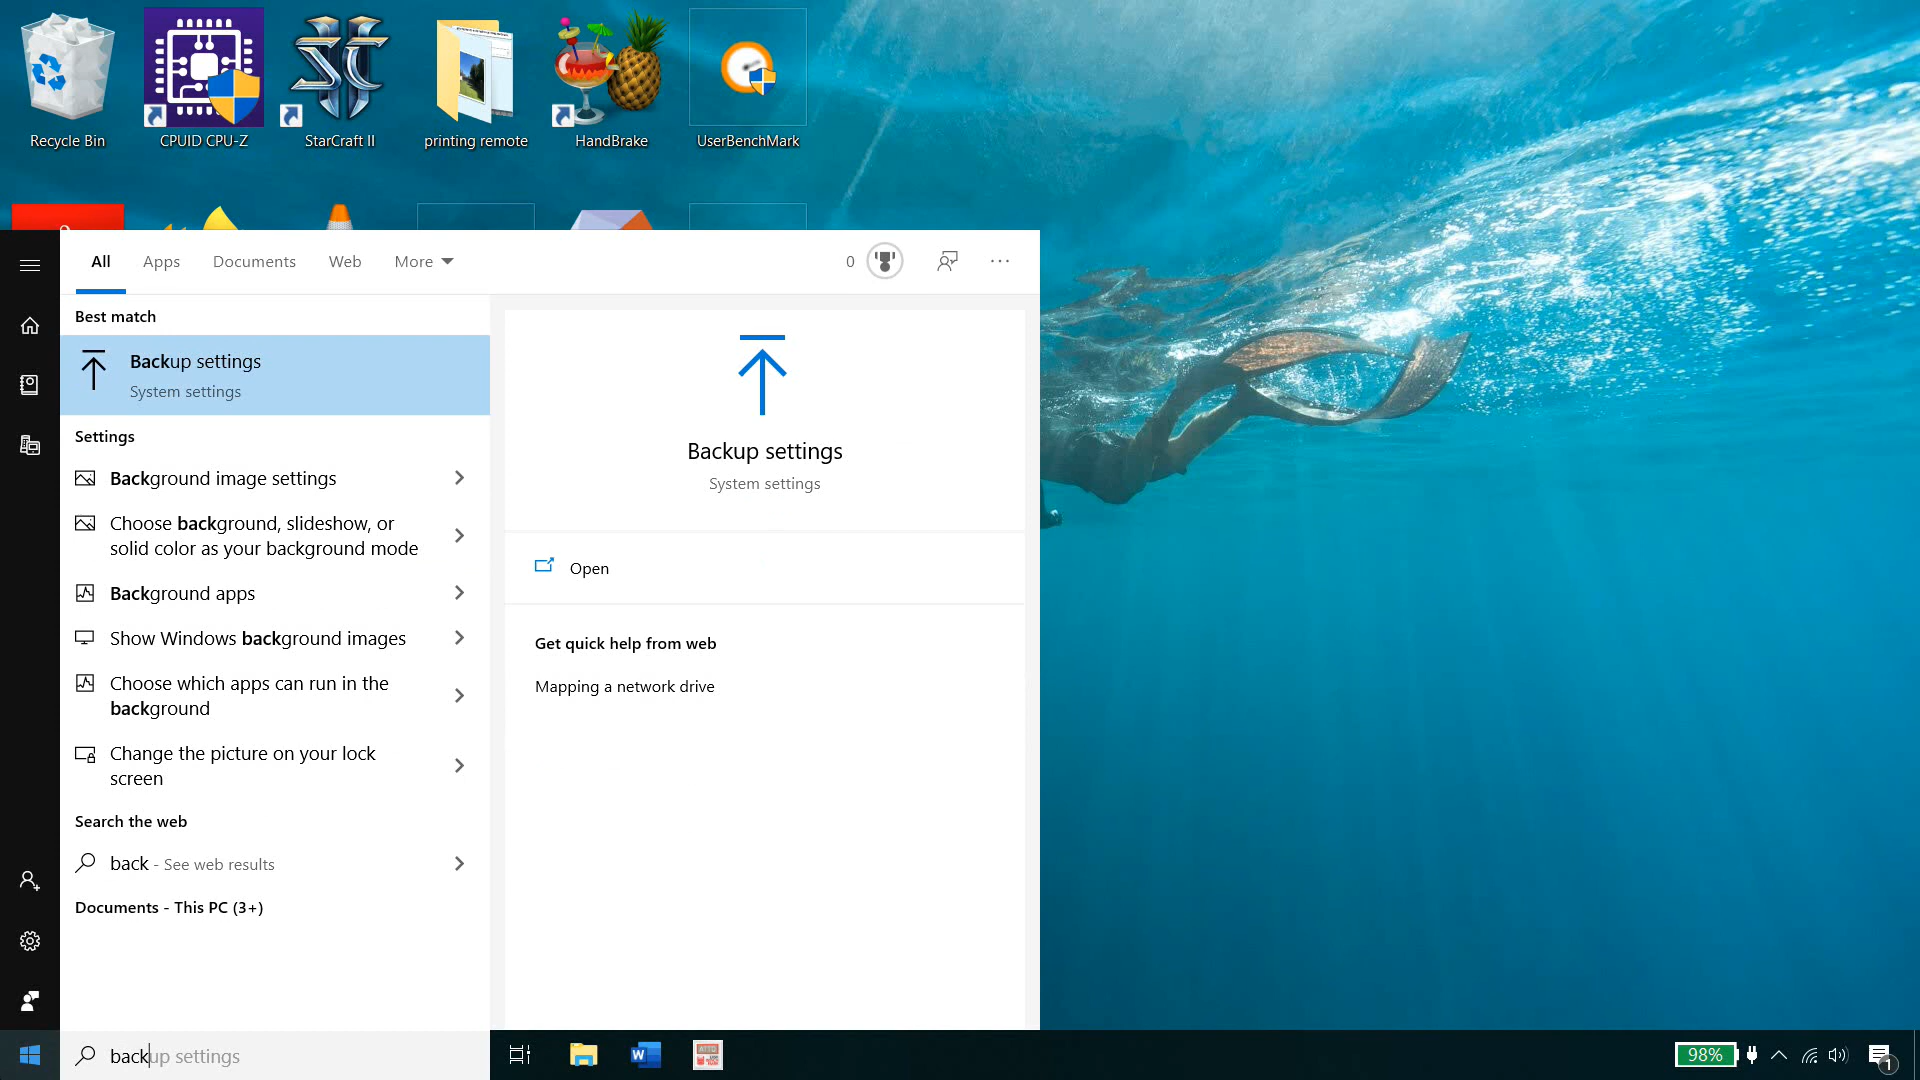 Recycle Bin
CPUID CPU-Z
StarCraft II
printing remote
HandBrake
UserBenchMark
All
Apps
Documents
Web
More
0
Best match
Backup settings
System settings
Settings
Background image settings
Choose background, slideshow, or
solid color as your background mode
Background apps
Show Windows background images
Choose which apps can run in the
background
Change the picture on your lock
screen
Search the web
back - See web results
Documents - This PC (3+)
Backup settings
System settings
Open
Get quick help from web
Mapping a network drive
backup settings
W
98%
1